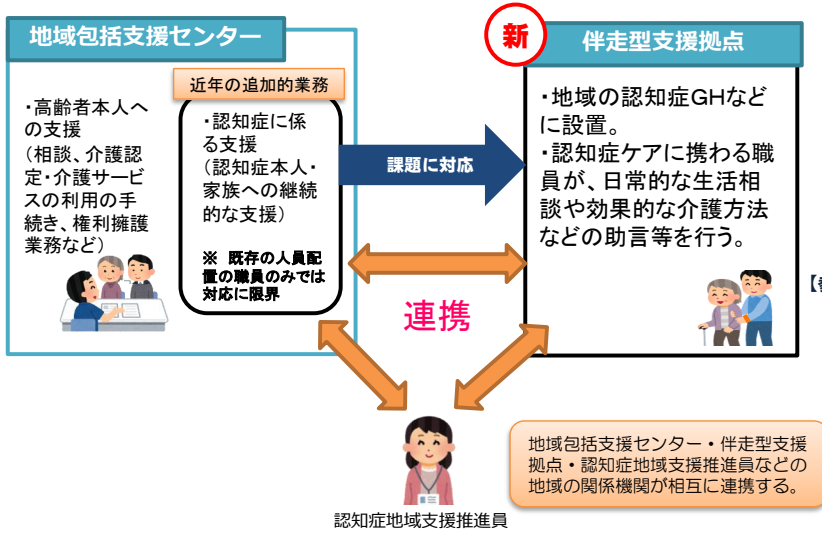 地域包括支援センター
・高齢者本人へ
の支援
(相談、介護認
定・介護サービ
スの利用の手
続き、権利擁護
業務など)
近年の追加的業務
・認知症に係
る支援
(認知症本人・
家族への継続
的な支援)
※ 既存の人員配
置の職員のみでは
対応に限界
課題に対応
新
伴走型支援拠点
・地域の認知症GHなど
に設置。
・認知症ケアに携わる職
員が、日常的な生活相
談や効果的な介護方法
などの助言等を行う。
連携
認知症地域支援推進員
地域包括支援センター・伴走型支援
拠点・認知症地域支援推進員などの
地域の関係機関が相互に連携する。